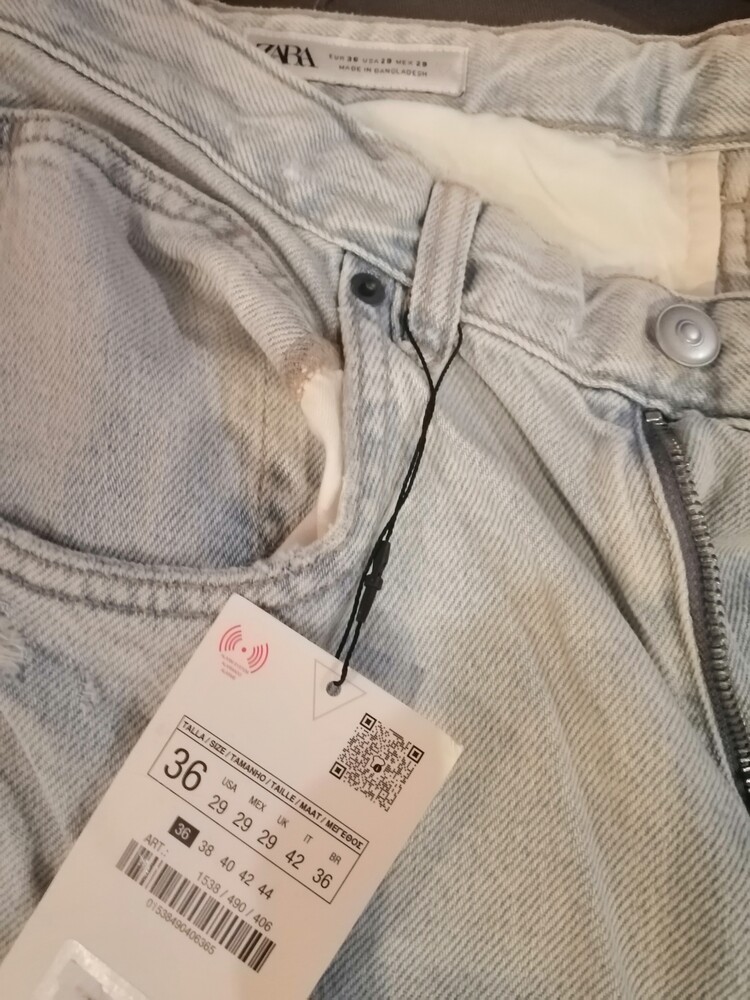 ZARA
EUR 36 USA 29 MEX 29
MADE IN BANGLADESH
TALLA / SIZE / TAMANHO / TAILLE / MAAT / ΜΕΓΕΘΟΣ
36
USA MEX UK IT BR
29 29 29 42 36
36 38 40 42 44
ART.: 1538 / 490 / 406
01538490406365